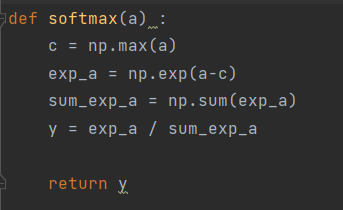 def softmax(a) :
    c = np.max(a)
    exp_a = np.exp(a-c)
    sum_exp_a = np.sum(exp_a)
    y = exp_a / sum_exp_a

    return y